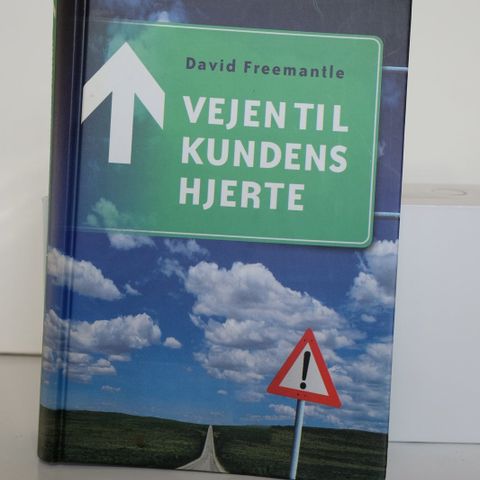 David Freemantle
VEJEN TIL
KUNDENS
HJERTE
!